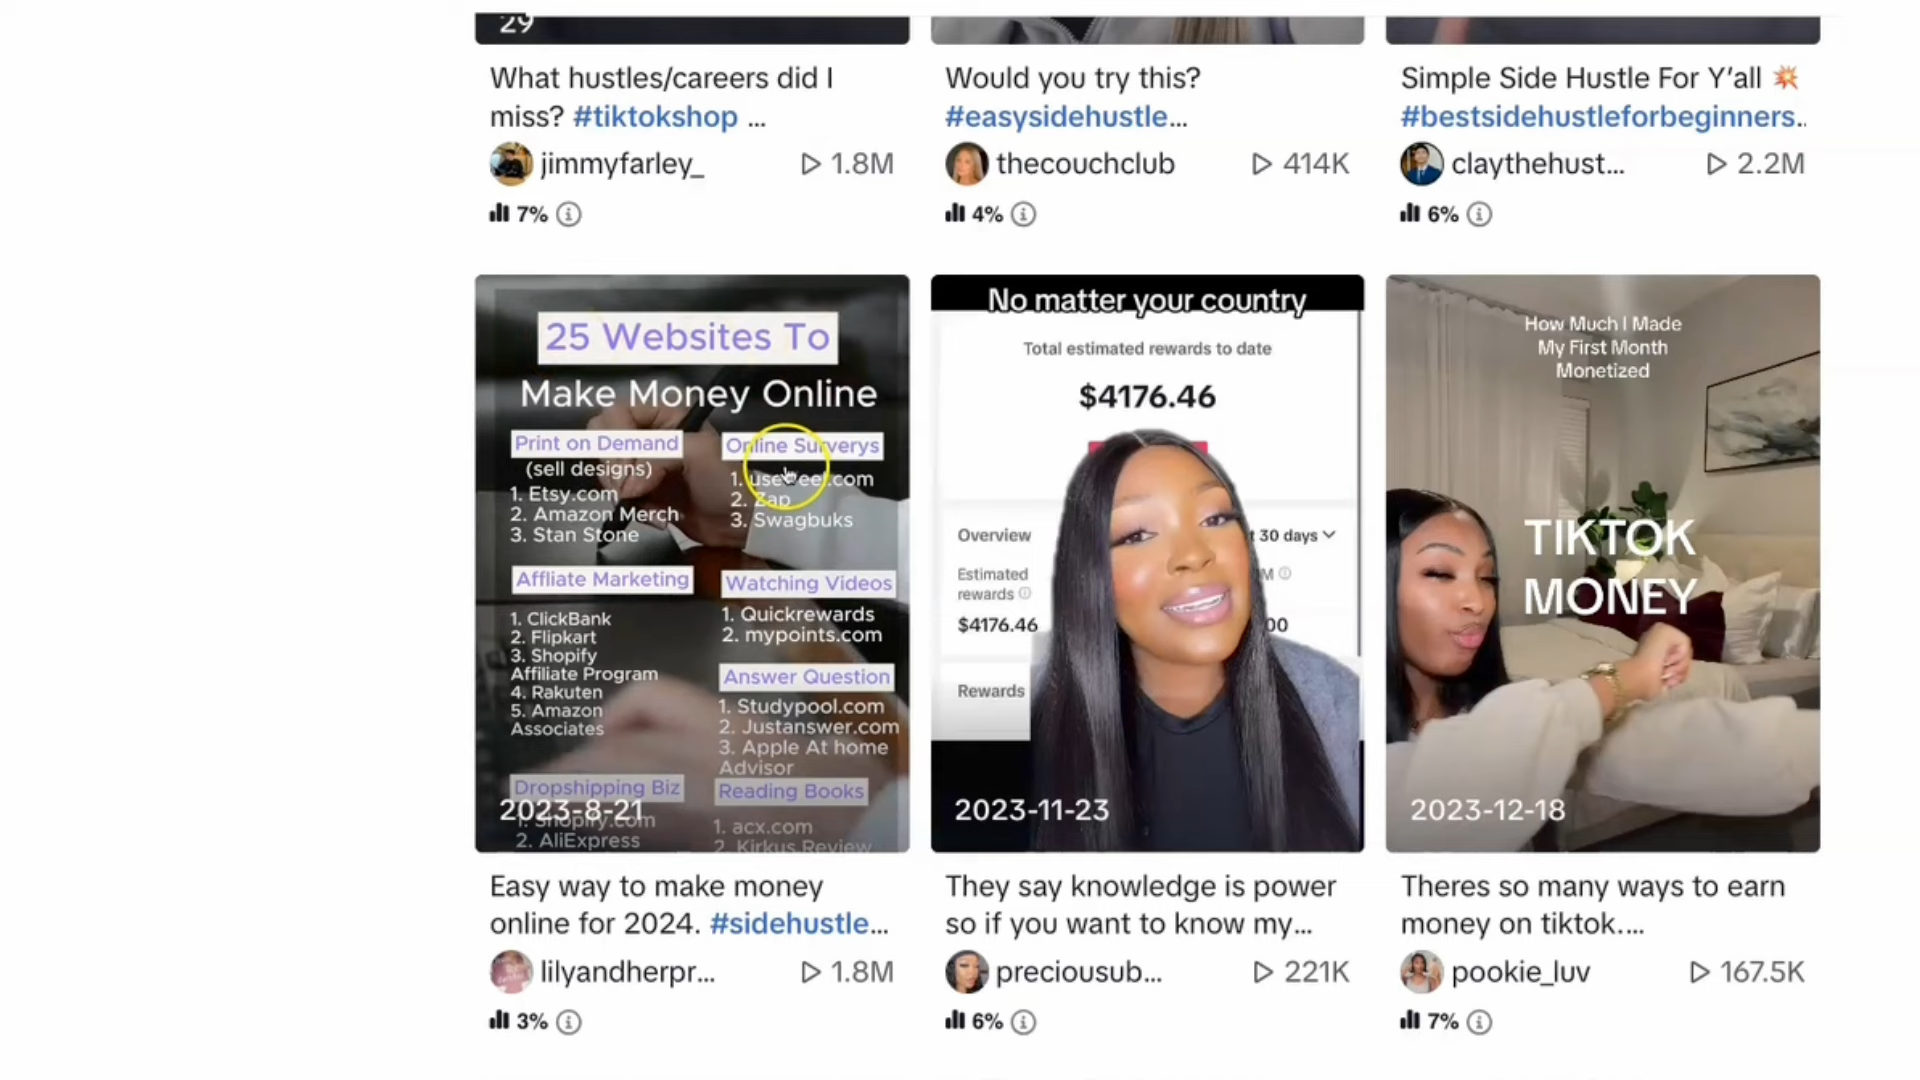 29
What hustles/careers did I
miss? #tiktokshop ...
jimmyfarley_ 1.8M
7%
Would you try this?
#easysidehustle...
thecouchclub 414K
4%
Simple Side Hustle For Y'all 💥
#bestsidehustleforbeginners..
claythehust... 2.2M
6%
25 Websites To
Make Money Online
Print on Demand
(sell designs)
1. Etsy.com
2. Amazon Merch
3. Stan Stone
Affliate Marketing
1. ClickBank
2. Flipkart
3. Shopify
Affiliate Program
4. Rakuten
5. Amazon
Associates
Dropshipping Biz
1. Shopify.com
2. AliExpress
Online Surverys
1.
2. Zap
3. Swagbuks
Watching Videos
1. Quickrewards
2. mypoints.com
Answer Question
1. Studypool.com
2. Justanswer.com
3. Apple At home
Advisor
Reading Books
1. acx.com
2. Kirkus Review
2023-8-21
Easy way to make money
online for 2024. #sidehustle...
lilyandherpr... 1.8M
3%
No matter your country
Total estimated rewards to date
$4176.46
Overview
30 days
Estimated
rewards
$4176.46
Rewards
2023-11-23
They say knowledge is power
so if you want to know my...
preciousub... 221K
6%
How Much I Made
My First Month
Monetized
TIKTOK
MONEY
2023-12-18
Theres so many ways to earn
money on tiktok....
pookie_luv 167.5K
7%